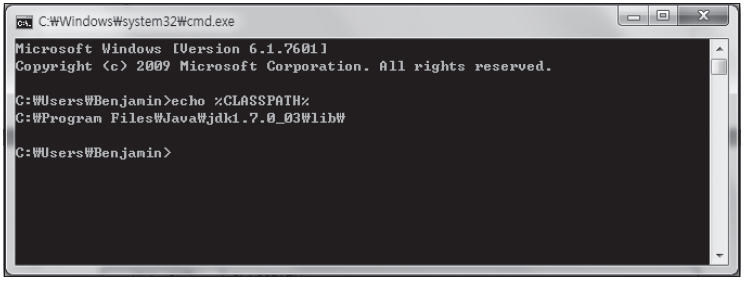 C:₩Windows₩system32₩cmd.exe
Microsoft Windows [Version 6.1.7601]
Copyright (c) 2009 Microsoft Corporation. All rights reserved.
C:₩Users₩Benjamin>echo %CLASSPATH%
C:₩Program Files₩Java₩jdk1.7.0_03₩lib₩
C:₩Users₩Benjamin>